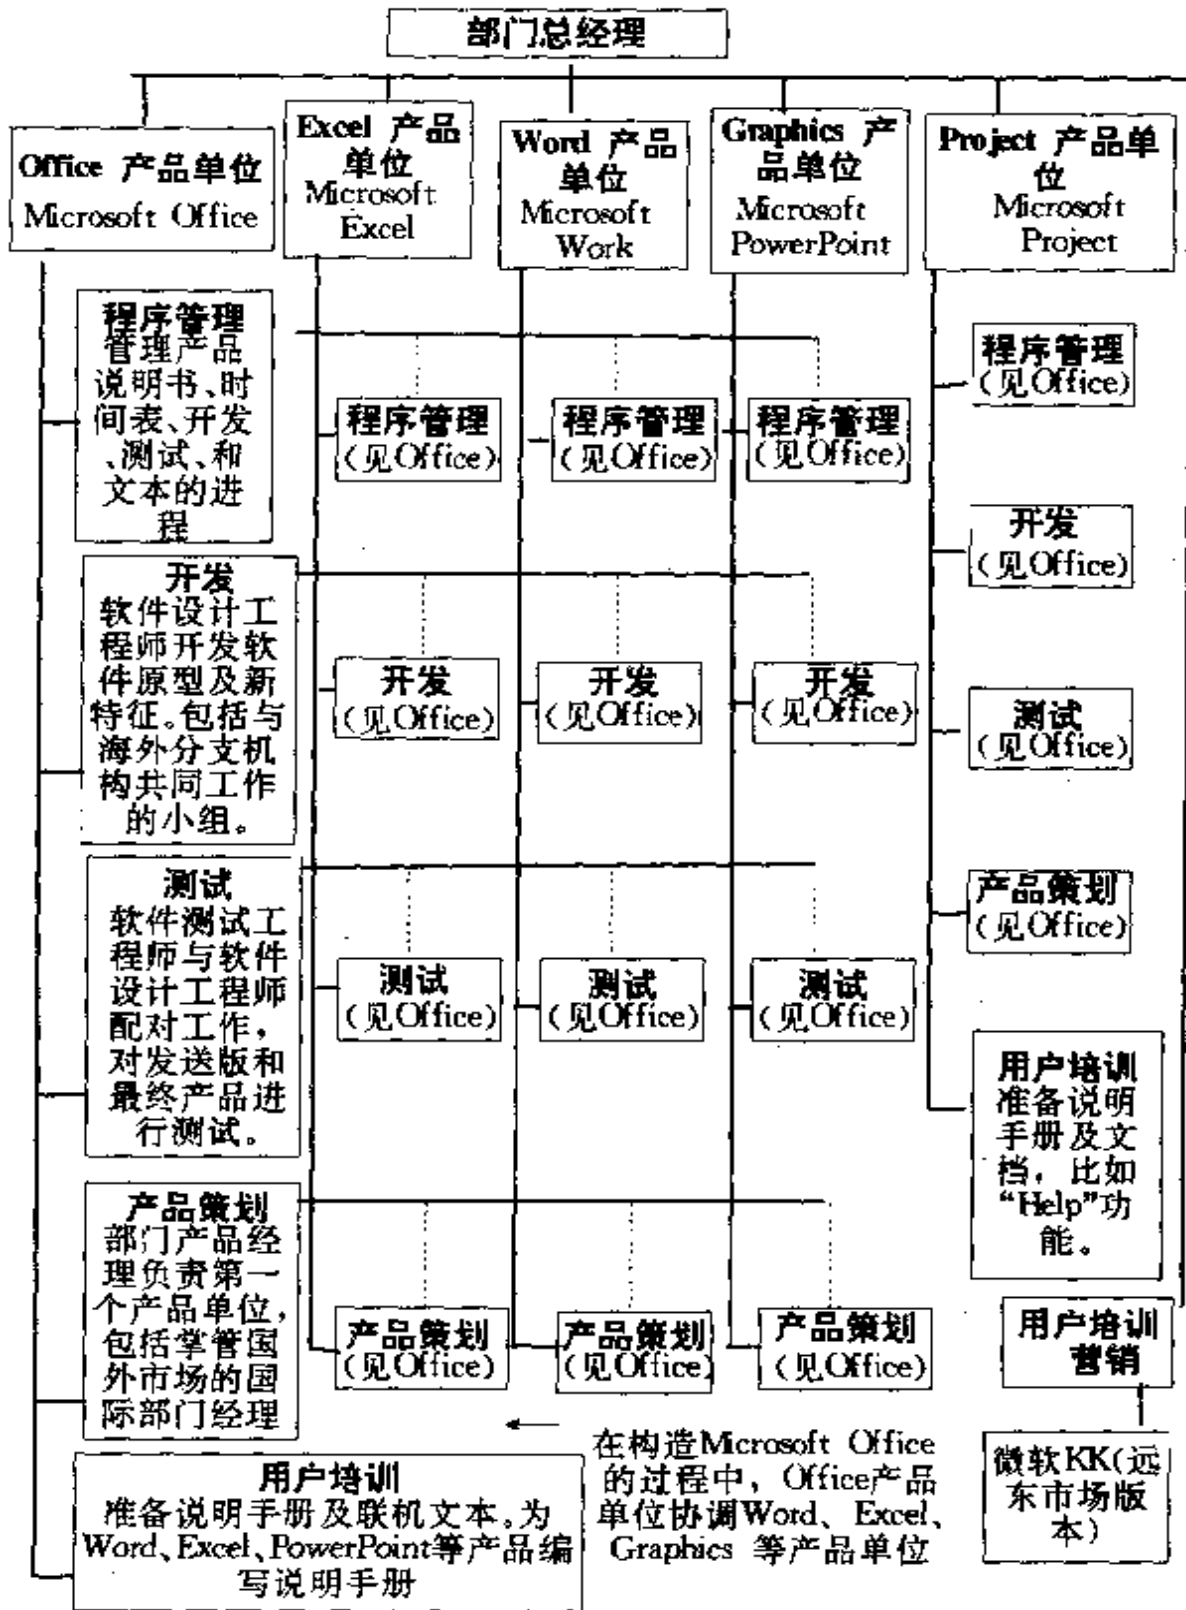 部门总经理
Office 产品单位
Microsoft Office
Excel 产品
单位
Microsoft
Excel
Word 产品
单位
Microsoft
Work
Graphics 产
品单位
Microsoft
PowerPoint
Project 产品单
位
Microsoft
Project
程序管理
管理产品
说明书、时
间表、开发
、测试、和
文本的进
程
程序管理
(见Office)
程序管理
(见Office)
程序管理
(见Office)
程序管理
(见Office)
开发
软件设计工
程师开发软
件原型及新
特征。包括与
海外分支机
构共同工作
的小组。
开发
(见Office)
开发
(见Office)
开发
(见Office)
开发
(见Office)
测试
软件测试工
程师与软件
设计工程师
配对工作，
对发送版和
最终产品进
行测试。
测试
(见Office)
测试
(见Office)
测试
(见Office)
测试
(见Office)
产品策划
部门产品经
理负责第一
个产品单位，
包括掌管国
外市场的国
际部门经理
产品策划
(见Office)
产品策划
(见Office)
产品策划
(见Office)
产品策划
(见Office)
用户培训
准备说明手册及联机文本。为
Word、Excel、PowerPoint等产品编
写说明手册
用户培训
准备说明
手册及文
档，比如
“Help”功
能。
用户培训
营销
微软KK(远
东市场版
本)
在构造Microsoft Office
的过程中，Office产品
单位协调Word、Excel、
Graphics 等产品单位